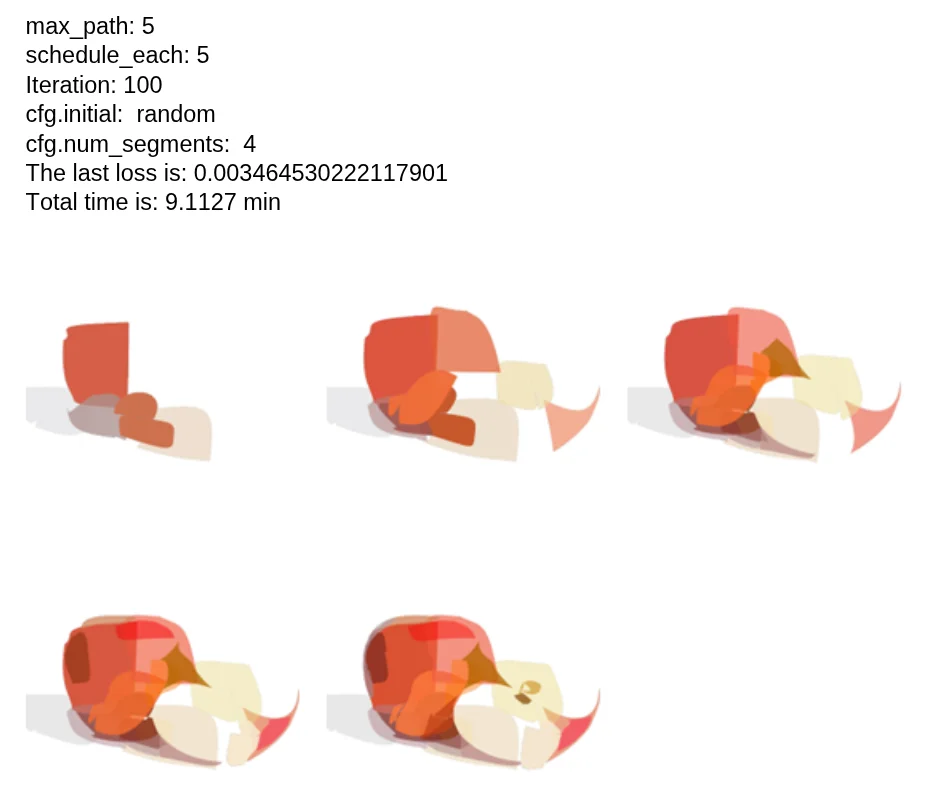 max_path: 5
schedule_each: 5
Iteration: 100
cfg.initial:  random
cfg.num_segments:  4
The last loss is: 0.003464530222117901
Total time is: 9.1127 min